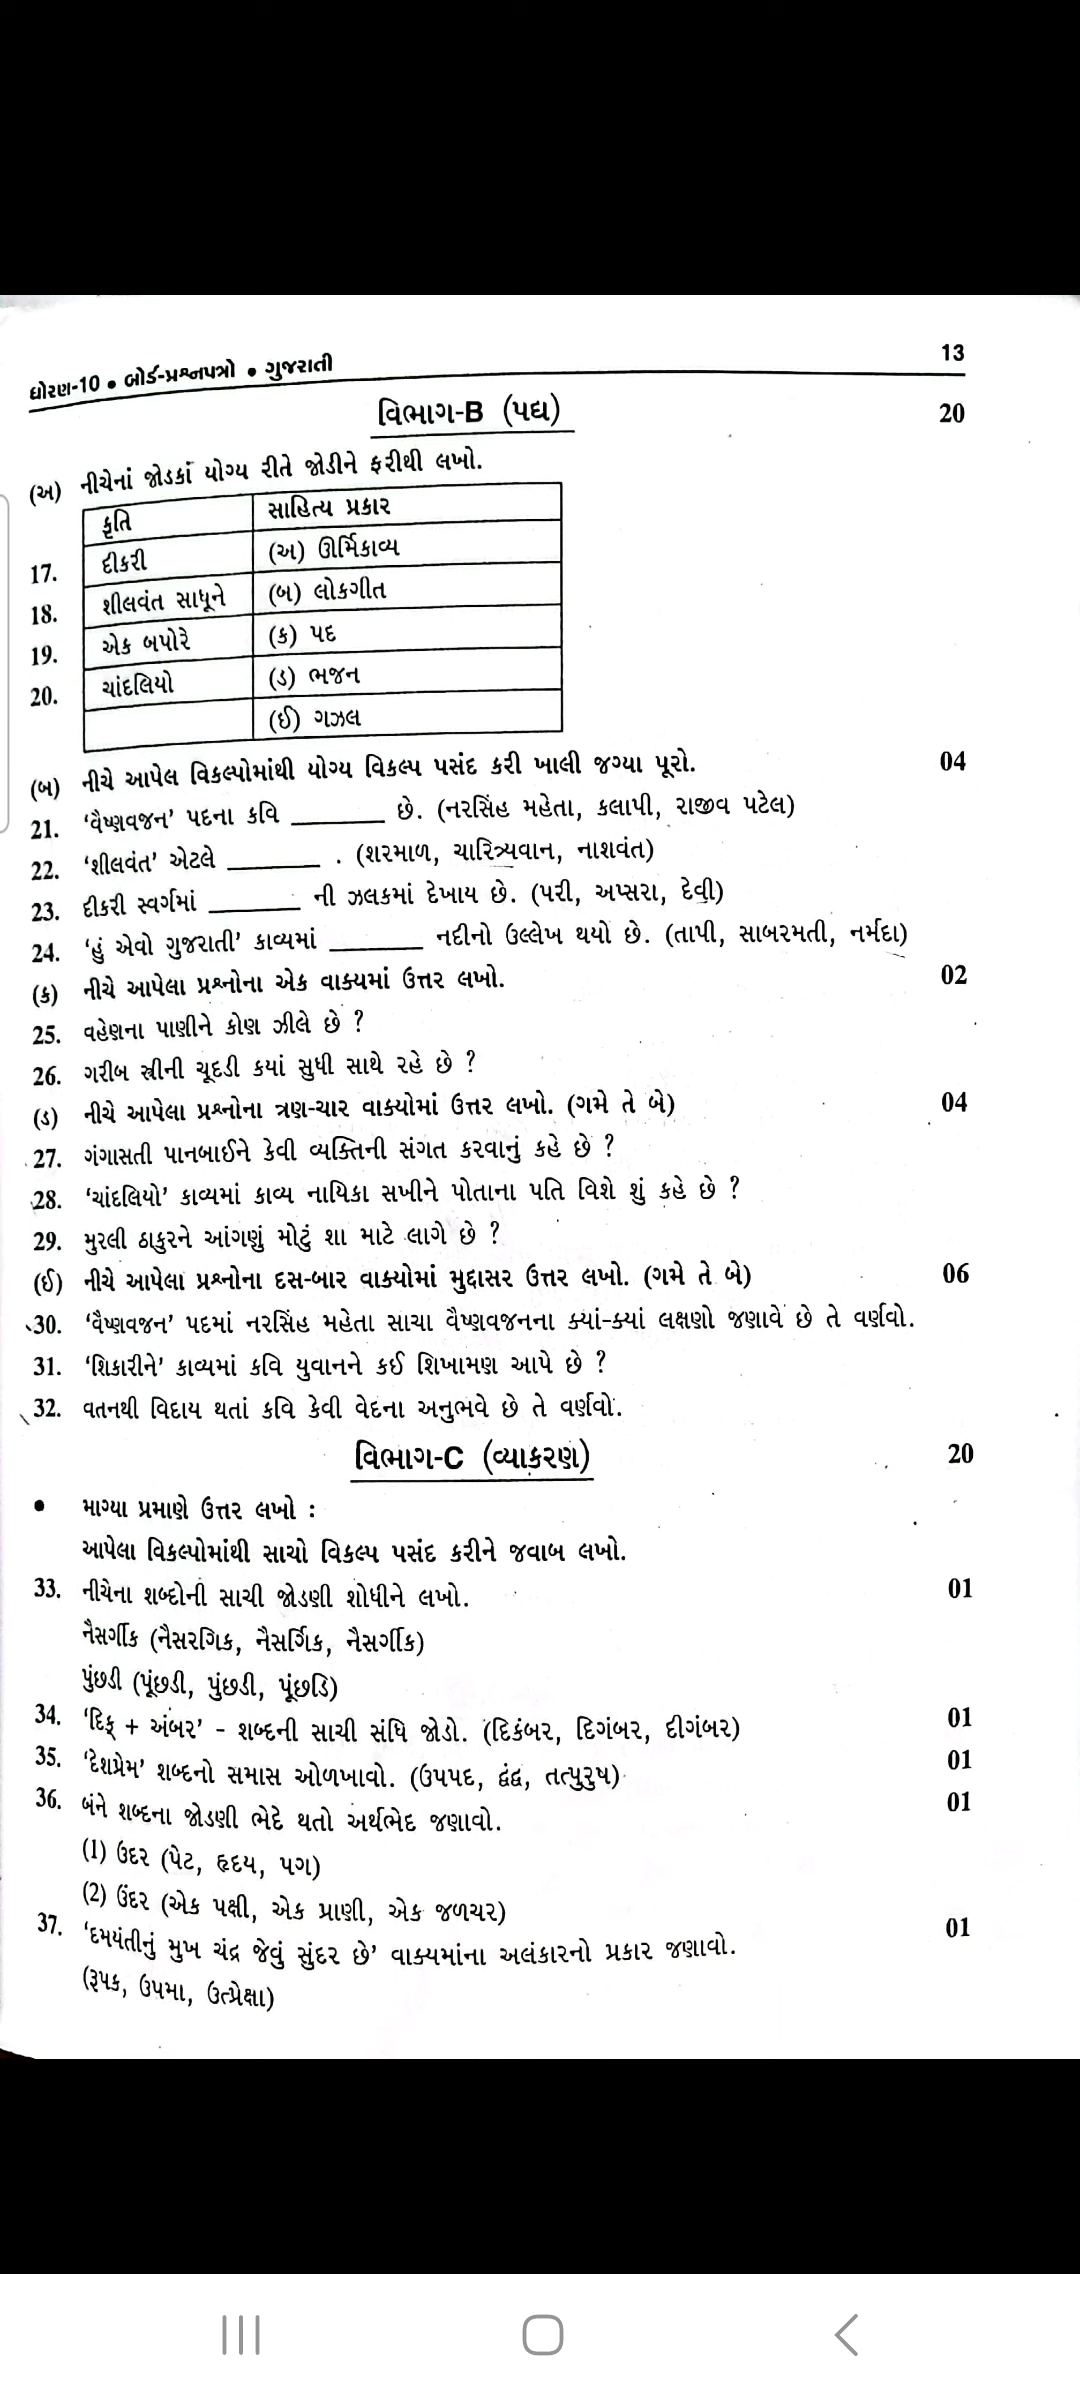 ધોરણ-10 • બોર્ડ-પ્રશ્નપત્રો • ગુજરાતી 13
વિભાગ-B (પદ્ય) 20
(અ) નીચેનાં જોડકાં યોગ્ય રીતે જોડીને ફરીથી લખો.
કૃતિ સાહિત્ય પ્રકાર
17. દીકરી (અ) ઊર્મિકાવ્ય
18. શીલવંત સાધૂને (બ) લોકગીત
19. એક બપોરે (ક) પદ
20. ચાંદલિયો (ડ) ભજન
(ઈ) ગઝલ
(બ) નીચે આપેલ વિકલ્પોમાંથી યોગ્ય વિકલ્પ પસંદ કરી ખાલી જગ્યા પૂરો. 04
21. ‘વૈષ્ણવજન’ પદના કવિ ________ છે. (નરસિંહ મહેતા, કલાપી, રાજીવ પટેલ)
22. ‘શીલવંત’ એટલે ________ . (શરમાળ, ચારિત્ર્યવાન, નાશવંત)
23. દીકરી સ્વર્ગમાં ________ ની ઝલકમાં દેખાય છે. (પરી, અપ્સરા, દેવી)
24. ‘હું એવો ગુજરાતી’ કાવ્યમાં ________ નદીનો ઉલ્લેખ થયો છે. (તાપી, સાબરમતી, નર્મદા)
(ક) નીચે આપેલા પ્રશ્નોના એક વાક્યમાં ઉત્તર લખો. 02
25. વહેણના પાણીને કોણ ઝીલે છે ?
26. ગરીબ સ્ત્રીની ચૂદડી કયાં સુધી સાથે રહે છે ?
(ડ) નીચે આપેલા પ્રશ્નોના ત્રણ-ચાર વાક્યોમાં ઉત્તર લખો. (ગમે તે બે) 04
27. ગંગાસતી પાનબાઈને કેવી વ્યક્તિની સંગત કરવાનું કહે છે ?
28. ‘ચાંદલિયો’ કાવ્યમાં કાવ્ય નાયિકા સખીને પોતાના પતિ વિશે શું કહે છે ?
29. મુરલી ઠાકુરને આંગણું મોટું શા માટે લાગે છે ?
(ઈ) નીચે આપેલા પ્રશ્નોના દસ-બાર વાક્યોમાં મુદ્દાસર ઉત્તર લખો. (ગમે તે બે) 06
30. ‘વૈષ્ણવજન’ પદમાં નરસિંહ મહેતા સાચા વૈષ્ણવજનના ક્યાં-ક્યાં લક્ષણો જણાવે છે તે વર્ણવો.
31. ‘શિકારીને’ કાવ્યમાં કવિ યુવાનને કઈ શિખામણ આપે છે ?
32. વતનથી વિદાય થતાં કવિ કેવી વેદના અનુભવે છે તે વર્ણવો.
વિભાગ-C (વ્યાકરણ) 20
• માગ્યા પ્રમાણે ઉત્તર લખો :
આપેલા વિકલ્પોમાંથી સાચો વિકલ્પ પસંદ કરીને જવાબ લખો.
33. નીચેના શબ્દોની સાચી જોડણી શોધીને લખો. 01
નૈસર્ગીક (નૈસરગિક, નૈસર્ગિક, નૈસર્ગીક)
પુંછડી (પૂંછડી, પુંછડી, પૂંછડિ)
34. ‘દિક્ + અંબર’ - શબ્દની સાચી સંધિ જોડો. (દિકંબર, દિગંબર, દીગંબર) 01
35. ‘દેશપ્રેમ’ શબ્દનો સમાસ ઓળખાવો. (ઉપપદ, દ્વંદ્વ, તત્પુરુષ) 01
36. બંને શબ્દના જોડણી ભેદે થતો અર્થભેદ જણાવો. 01
(1) ઉદર (પેટ, હૃદય, પગ)
(2) ઉંદર (એક પક્ષી, એક પ્રાણી, એક જળચર)
37. ‘દમયંતીનું મુખ ચંદ્ર જેવું સુંદર છે’ વાક્યમાંના અલંકારનો પ્રકાર જણાવો. 01
(રૂપક, ઉપમા, ઉત્પ્રેક્ષા)